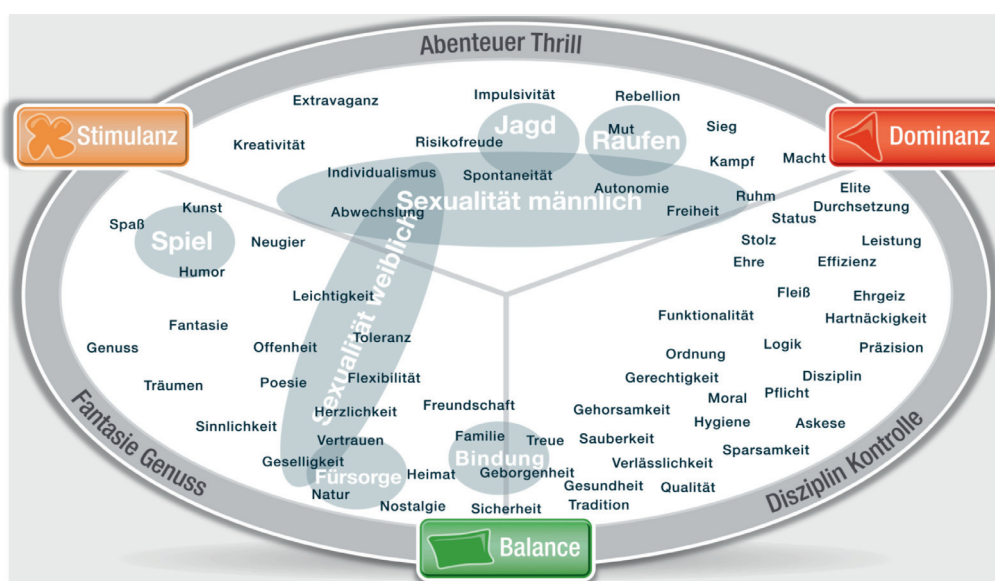 Abenteuer Thrill
Stimulanz
Dominanz
Extravaganz
Impulsivität
Rebellion
Kreativität
Risikofreude
Jagd
Mut
Raufen
Sieg
Kampf
Macht
Individualismus
Spontaneität
Autonomie
Sexualität männlich
Abwechslung
Freiheit
Ruhm
Elite
Durchsetzung
Status
Stolz
Leistung
Ehre
Effizienz
Fleiß
Ehrgeiz
Funktionalität
Hartnäckigkeit
Logik
Präzision
Ordnung
Gerechtigkeit
Disziplin
Moral
Pflicht
Gehorsamkeit
Hygiene
Askese
Sauberkeit
Sparsamkeit
Verlässlichkeit
Gesundheit
Qualität
Tradition
Disziplin Kontrolle
Kunst
Spaß
Spiel
Neugier
Humor
Sexualität weiblich
Leichtigkeit
Fantasie
Toleranz
Genuss
Offenheit
Träumen
Poesie
Flexibilität
Sinnlichkeit
Herzlichkeit
Freundschaft
Vertrauen
Familie
Treue
Geselligkeit
Bindung
Fürsorge
Heimat
Geborgenheit
Natur
Nostalgie
Sicherheit
Fantasie Genuss
Balance